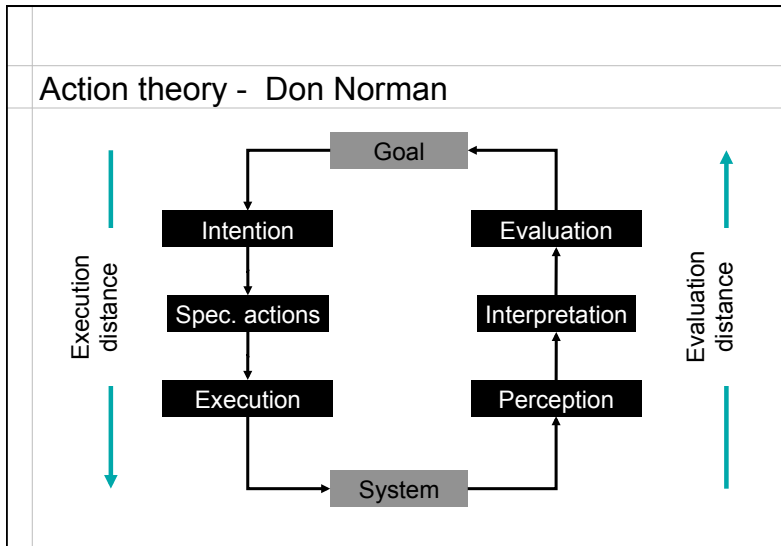 Action theory -  Don Norman
Goal
Intention
Evaluation
Spec. actions
Interpretation
Execution
Perception
System
Execution
distance
Evaluation
distance